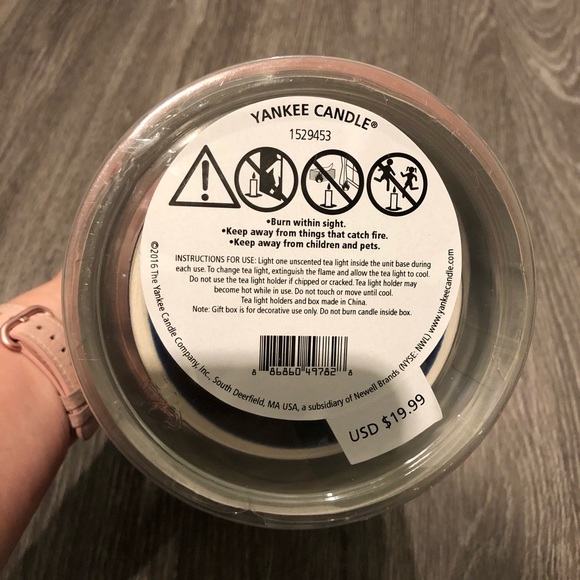 YANKEE CANDLE®
1529453
•Burn within sight.
•Keep away from things that catch fire.
•Keep away from children and pets.
INSTRUCTIONS FOR USE: Light one unscented tea light inside the unit base during
each use. To change tea light, extinguish the flame and allow the tea light to cool.
Do not use the tea light holder if chipped or cracked. Tea light holder may
become hot while in use. Do not touch or move until cool.
Tea light holders and box made in China.
Note: Gift box is for decorative use only. Do not burn candle inside box.
8 86860 49782 8
©2016 The Yankee Candle Company, Inc., South Deerfield, MA USA, a subsidiary of Newell Brands (NYSE: NWL) www.yankeecandle.com
USD $19.99